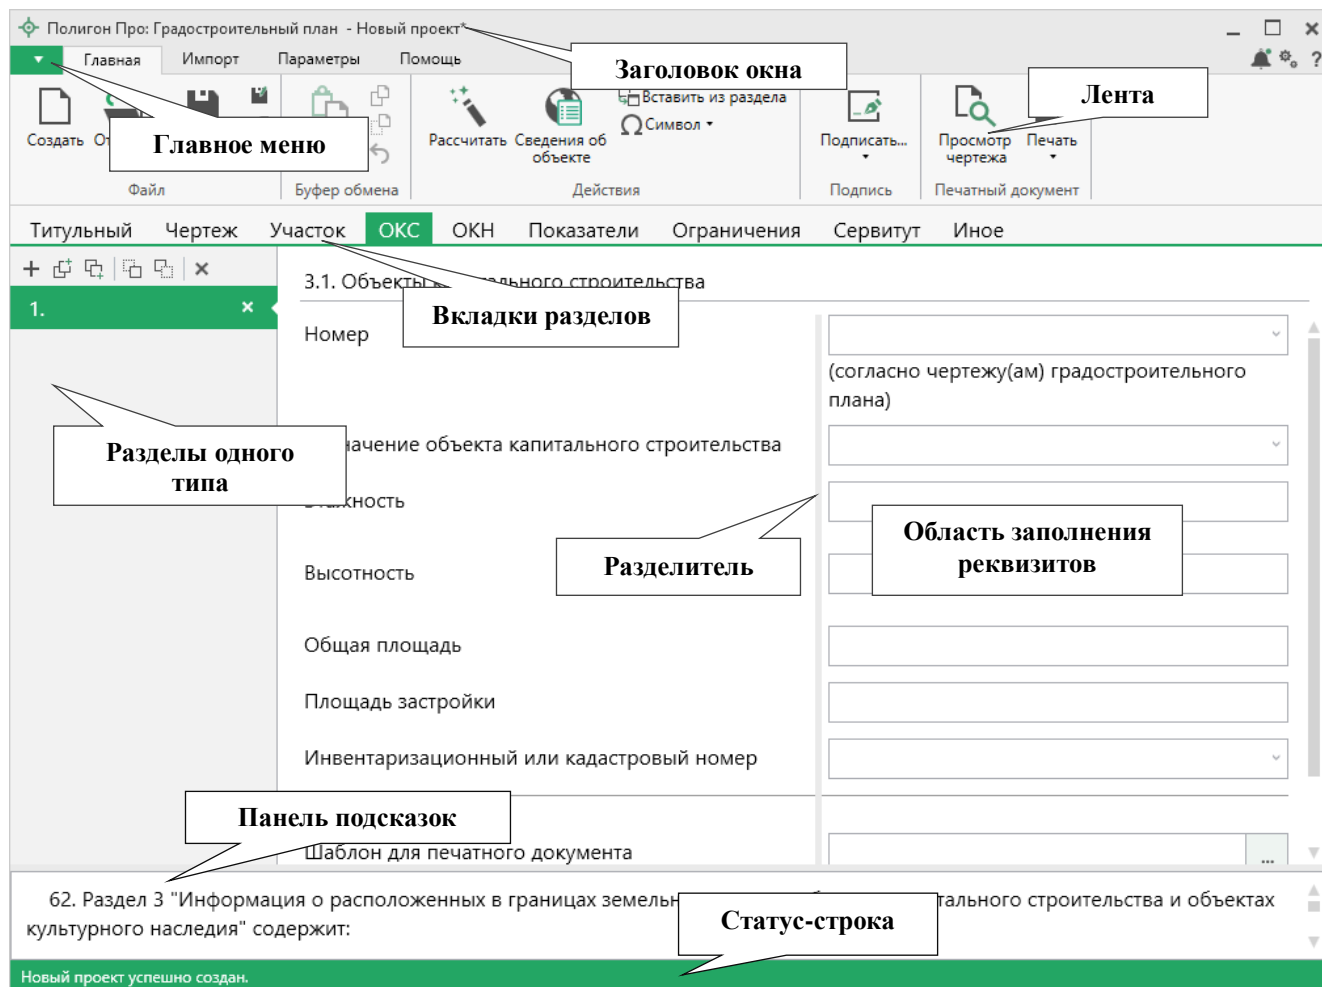 Полигон Про: Градостроительный план - Новый проект*
Главная Импорт Параметры Помощь
Заголовок окна
Лента
Главное меню
Создать
Рассчитать
Сведения об
объекте
Вставить из раздела
Символ
Подписать...
Просмотр
чертежа
Печать
Файл Буфер обмена Действия Подпись Печатный документ
Титульный Чертеж Участок ОКС ОКН Показатели Ограничения Сервитут Иное
3.1. Объекты строительства
1.
Вкладки разделов
Номер
(согласно чертежу(ам) градостроительного
плана)
Разделы одного
типа
объекта капитального строительства
Разделитель
Область заполнения
реквизитов
Высотность
Общая площадь
Площадь застройки
Инвентаризационный или кадастровый номер
Панель подсказок
Шаблон для печатного документа
...
62. Раздел 3 "Информация о расположенных в границах строительства и объектах
культурного наследия" содержит:
Статус-строка
Новый проект успешно создан.